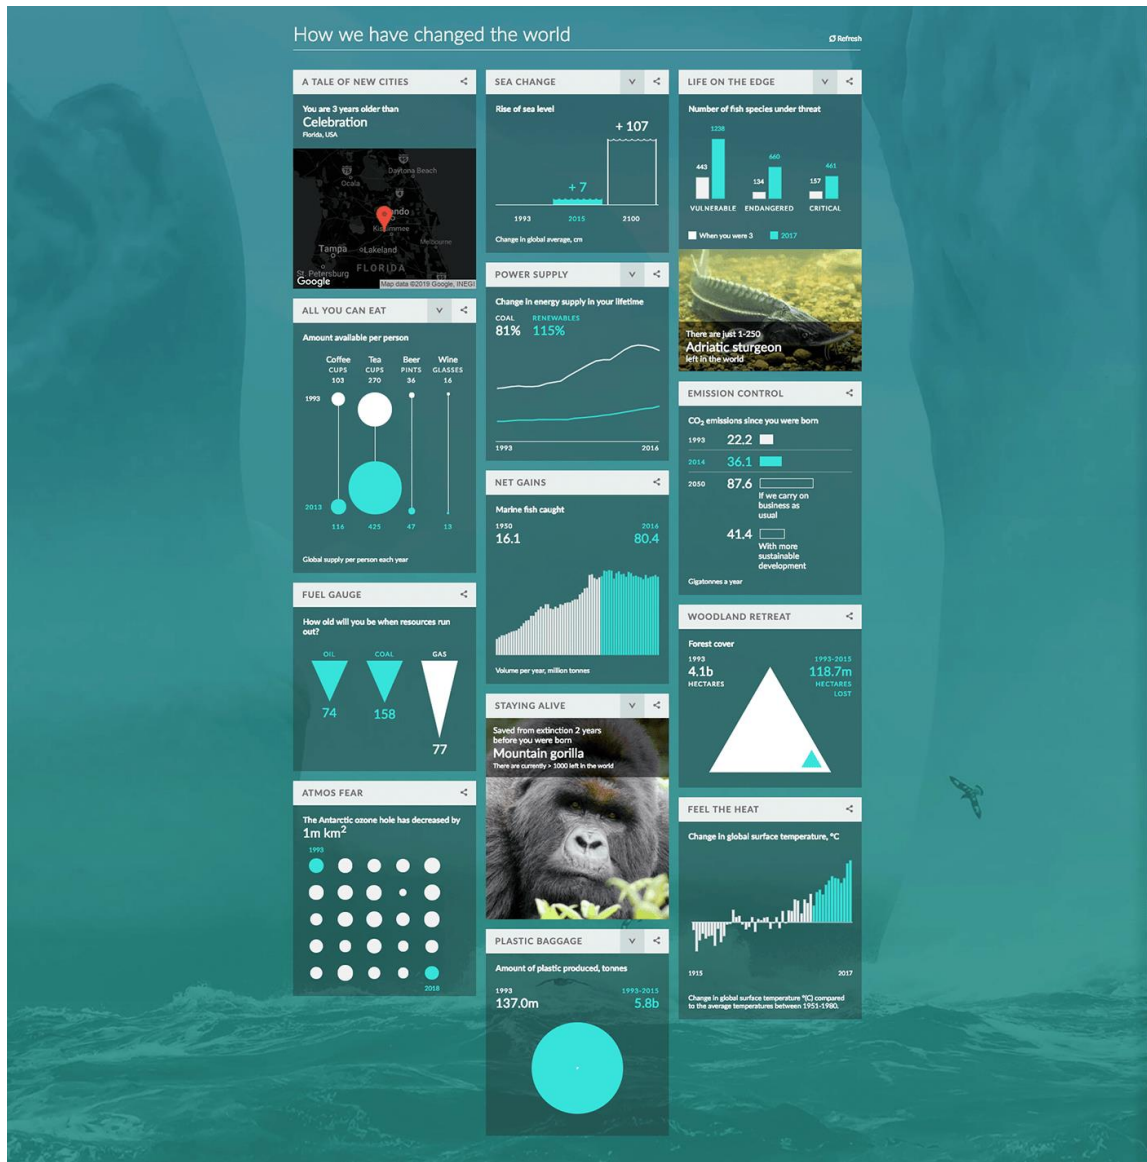 How we have changed the world
Refresh
A TALE OF NEW CITIES
You are 3 years older than
Celebration
Florida, USA
Daytona Beach
Ocala
Kissimmee
Melbourne
Tampa
Lakeland
St. Petersburg
FLORIDA
Google
Map data ©2019 Google, INEGI
ALL YOU CAN EAT
Amount available per person
Coffee Tea Beer Wine
CUPS CUPS PINTS GLASSES
103 270 36 16
1993
2013
116 425 47 13
Global supply per person each year
FUEL GAUGE
How old will you be when resources run
out?
OIL COAL GAS
74 158 77
ATMOS FEAR
The Antarctic ozone hole has decreased by
1m km²
1993
2018
SEA CHANGE
Rise of sea level
+ 107
+ 7
1993 2015 2100
Change in global average, cm
POWER SUPPLY
Change in energy supply in your lifetime
COAL RENEWABLES
81% 115%
1993 2016
NET GAINS
Marine fish caught
1950 2016
16.1 80.4
Volume per year, million tonnes
STAYING ALIVE
Saved from extinction 2 years
before you were born
Mountain gorilla
There are currently > 1000 left in the world
PLASTIC BAGGAGE
Amount of plastic produced, tonnes
1993 1993-2015
137.0m 5.8b
LIFE ON THE EDGE
Number of fish species under threat
1238
443
660
134
461
157
VULNERABLE ENDANGERED CRITICAL
When you were 3 2017
There are just 1-250
Adriatic sturgeon
left in the world
EMISSION CONTROL
CO₂ emissions since you were born
1993 22.2
2014 36.1
2050 87.6
If we carry on
business as
usual
41.4
With more
sustainable
development
Gigatonnes a year
WOODLAND RETREAT
Forest cover
1993 1993-2015
4.1b 118.7m
HECTARES HECTARES
LOST
FEEL THE HEAT
Change in global surface temperature, °C
1915 2017
Change in global surface temperature °(C) compared
to the average temperatures between 1951-1980.